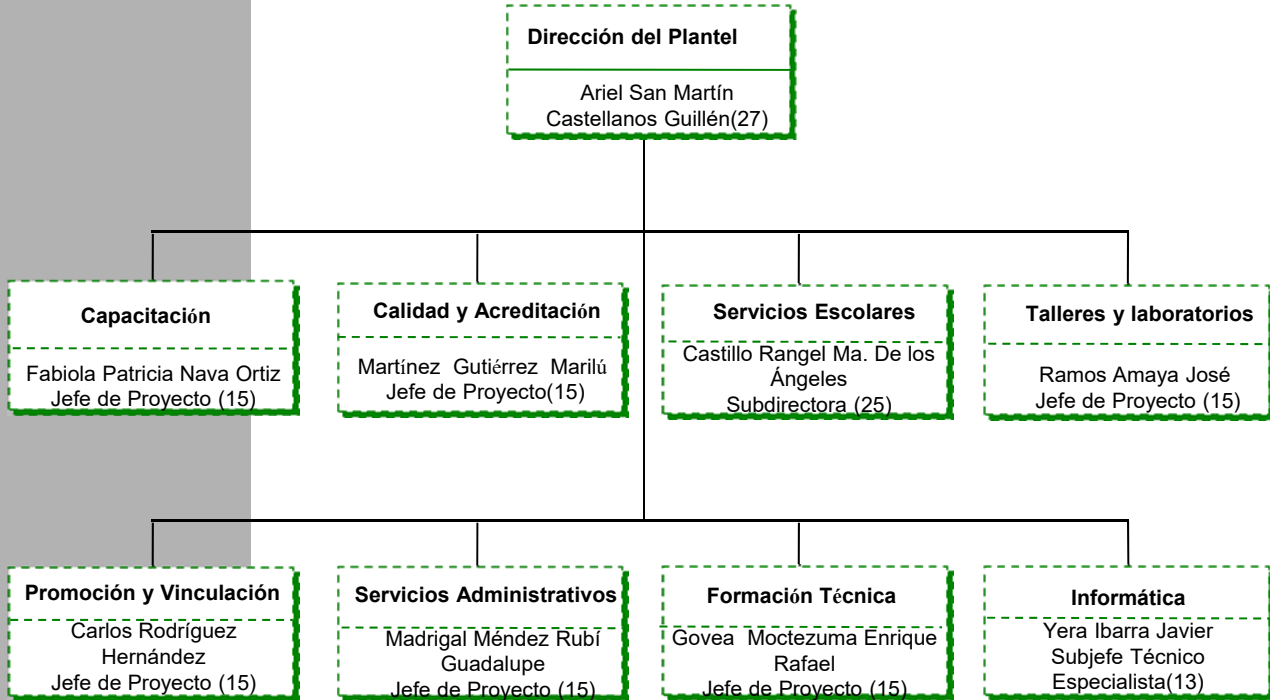 Dirección del Plantel
Ariel San Martín
Castellanos Guillén(27)
Capacitación
Fabiola Patricia Nava Ortiz
Jefe de Proyecto (15)
Calidad y Acreditación
Martínez Gutiérrez Marilú
Jefe de Proyecto(15)
Servicios Escolares
Castillo Rangel Ma. De los
Ángeles
Subdirectora (25)
Talleres y laboratorios
Ramos Amaya José
Jefe de Proyecto (15)
Promoción y Vinculación
Carlos Rodríguez
Hernández
Jefe de Proyecto (15)
Servicios Administrativos
Madrigal Méndez Rubí
Guadalupe
Jefe de Proyecto (15)
Formación Técnica
Govea Moctezuma Enrique
Rafael
Jefe de Proyecto (15)
Informática
Yera Ibarra Javier
Subjefe Técnico
Especialista(13)